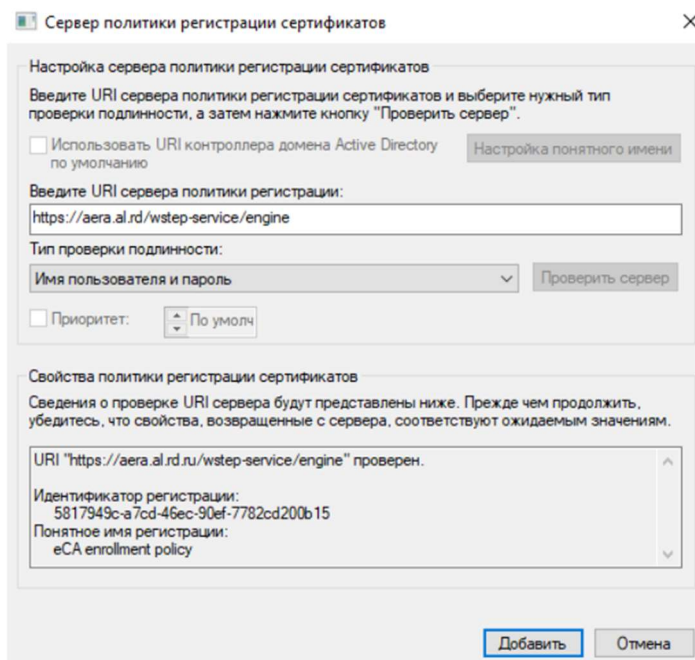 Сервер политики регистрации сертификатов
Настройка сервера политики регистрации сертификатов
Введите URI сервера политики регистрации сертификатов и выберите нужный тип
проверки подлинности, а затем нажмите кнопку "Проверить сервер".
Использовать URI контроллера домена Active Directory
по умолчанию
Настройка понятного имени
Введите URI сервера политики регистрации:
https://aera.al.rd/wstep-service/engine
Тип проверки подлинности:
Имя пользователя и пароль
Проверить сервер
Приоритет:
По умолч
Свойства политики регистрации сертификатов
Сведения о проверке URI сервера будут представлены ниже. Прежде чем продолжить,
убедитесь, что свойства, возвращенные с сервера, соответствуют ожидаемым значениям.
URI "https://aera.al.rd.ru/wstep-service/engine" проверен.
Идентификатор регистрации:
5817949c-a7cd-46ec-90ef-7782cd200b15
Понятное имя регистрации:
eCA enrollment policy
Добавить
Отмена